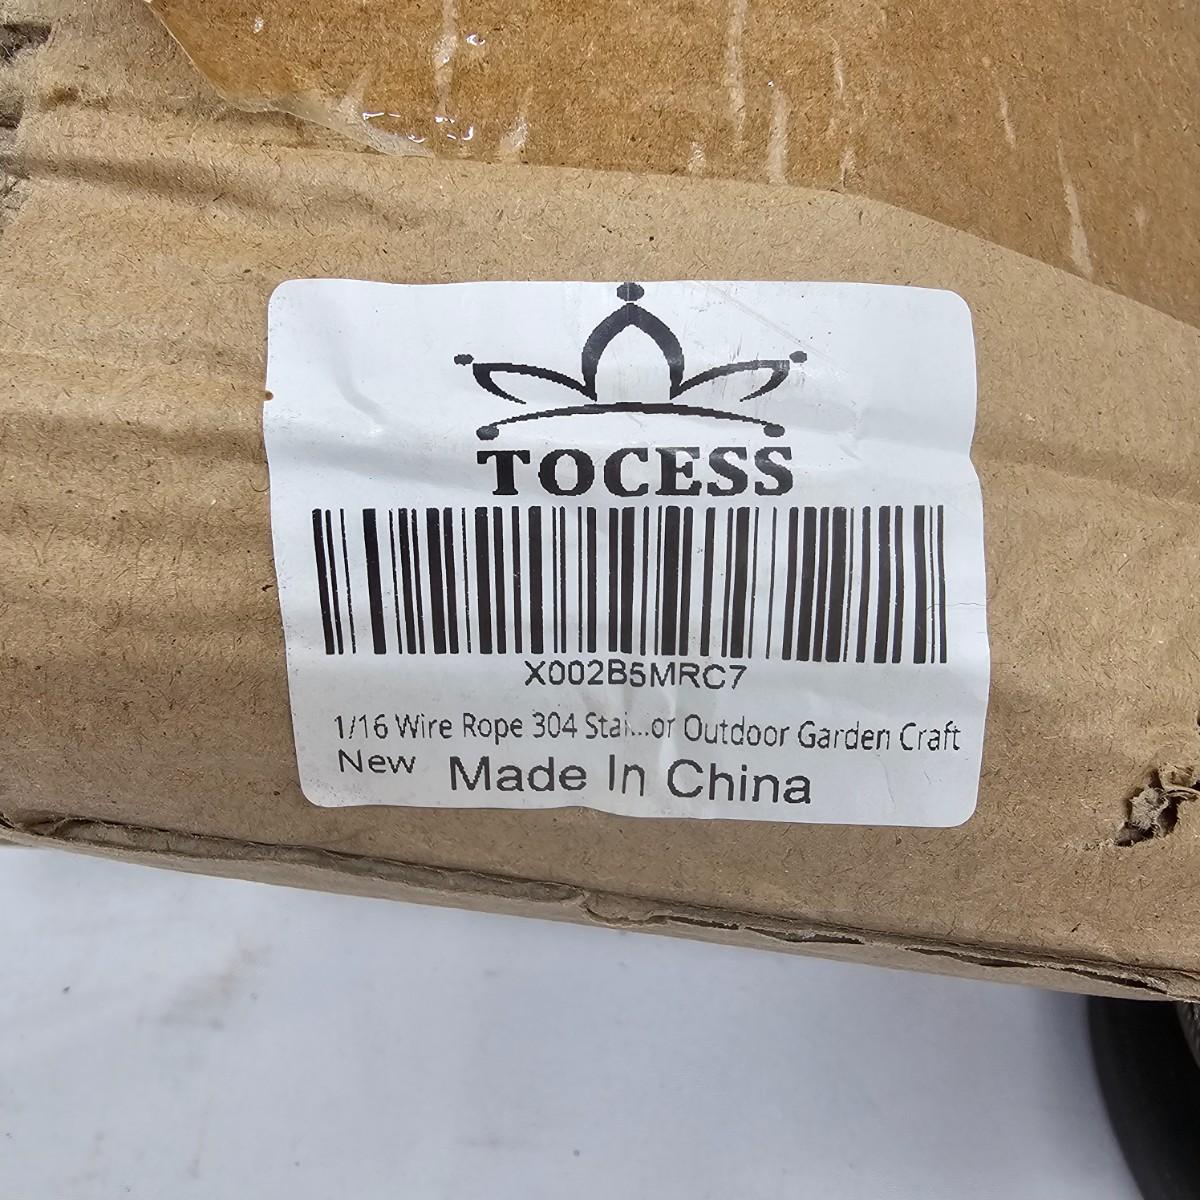 TOCESS
X002B5MRC7
1/16 Wire Rope 304 Stai...or Outdoor Garden Craft
New Made In China